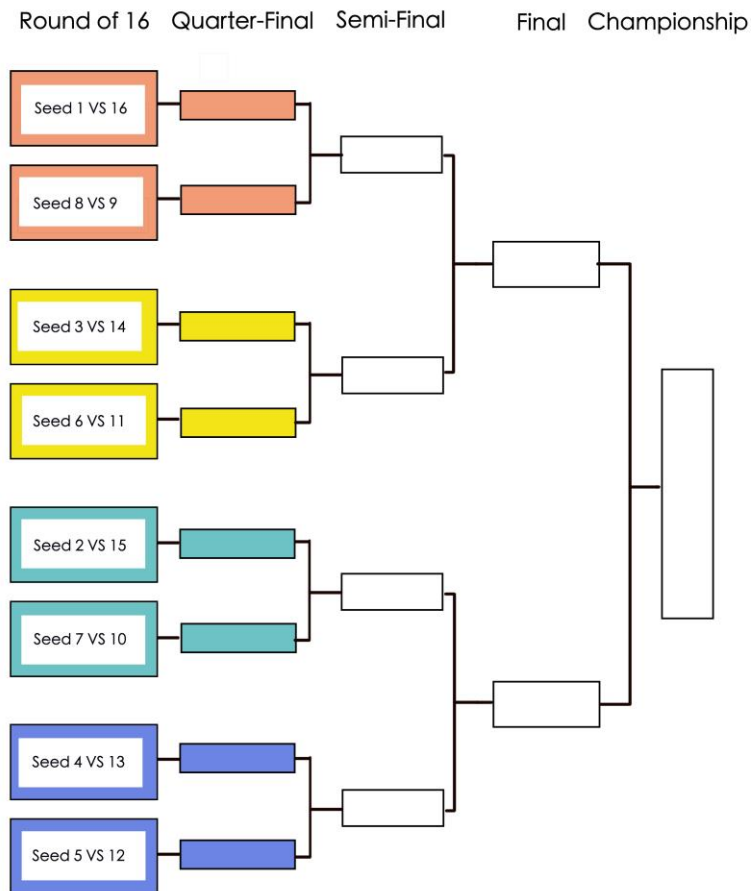 Round of 16 Quarter-Final Semi-Final Final Championship
Seed 1 VS 16
Seed 8 VS 9
Seed 3 VS 14
Seed 6 VS 11
Seed 2 VS 15
Seed 7 VS 10
Seed 4 VS 13
Seed 5 VS 12